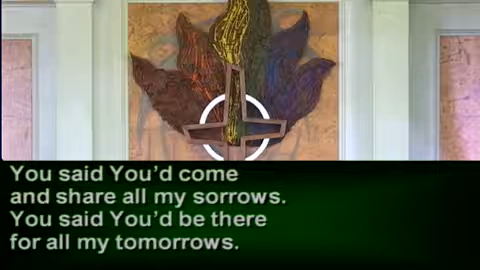 You said You'd come
and share all my sorrows.
You said You'd be there
for all my tomorrows.